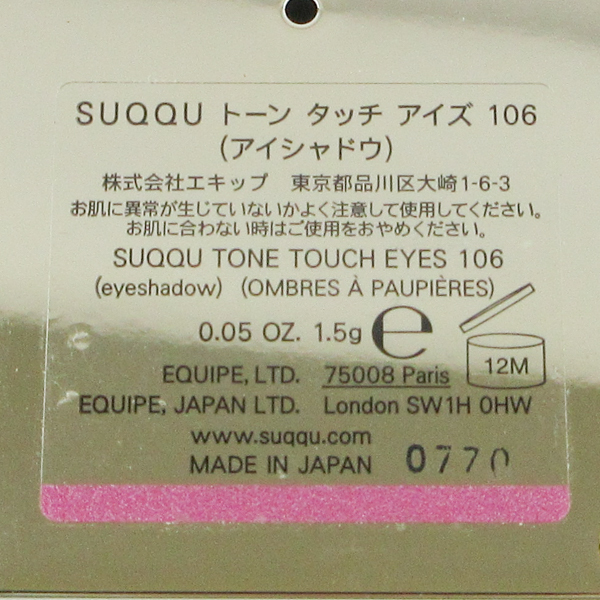 SUQQU トーン タッチ アイズ 106
(アイシャドウ)
株式会社エキップ 東京都品川区大崎1-6-3
お肌に異常が生じていないかよく注意して使用してください。
お肌に合わない時はご使用をおやめください。
SUQQU TONE TOUCH EYES 106
(eyeshadow) (OMBRES À PAUPIÈRES)
0.05 OZ. 1.5g ℮
12M
EQUIPE, LTD. 75008 Paris
EQUIPE, JAPAN LTD. London SW1H 0HW
www.suqqu.com
MADE IN JAPAN 0770